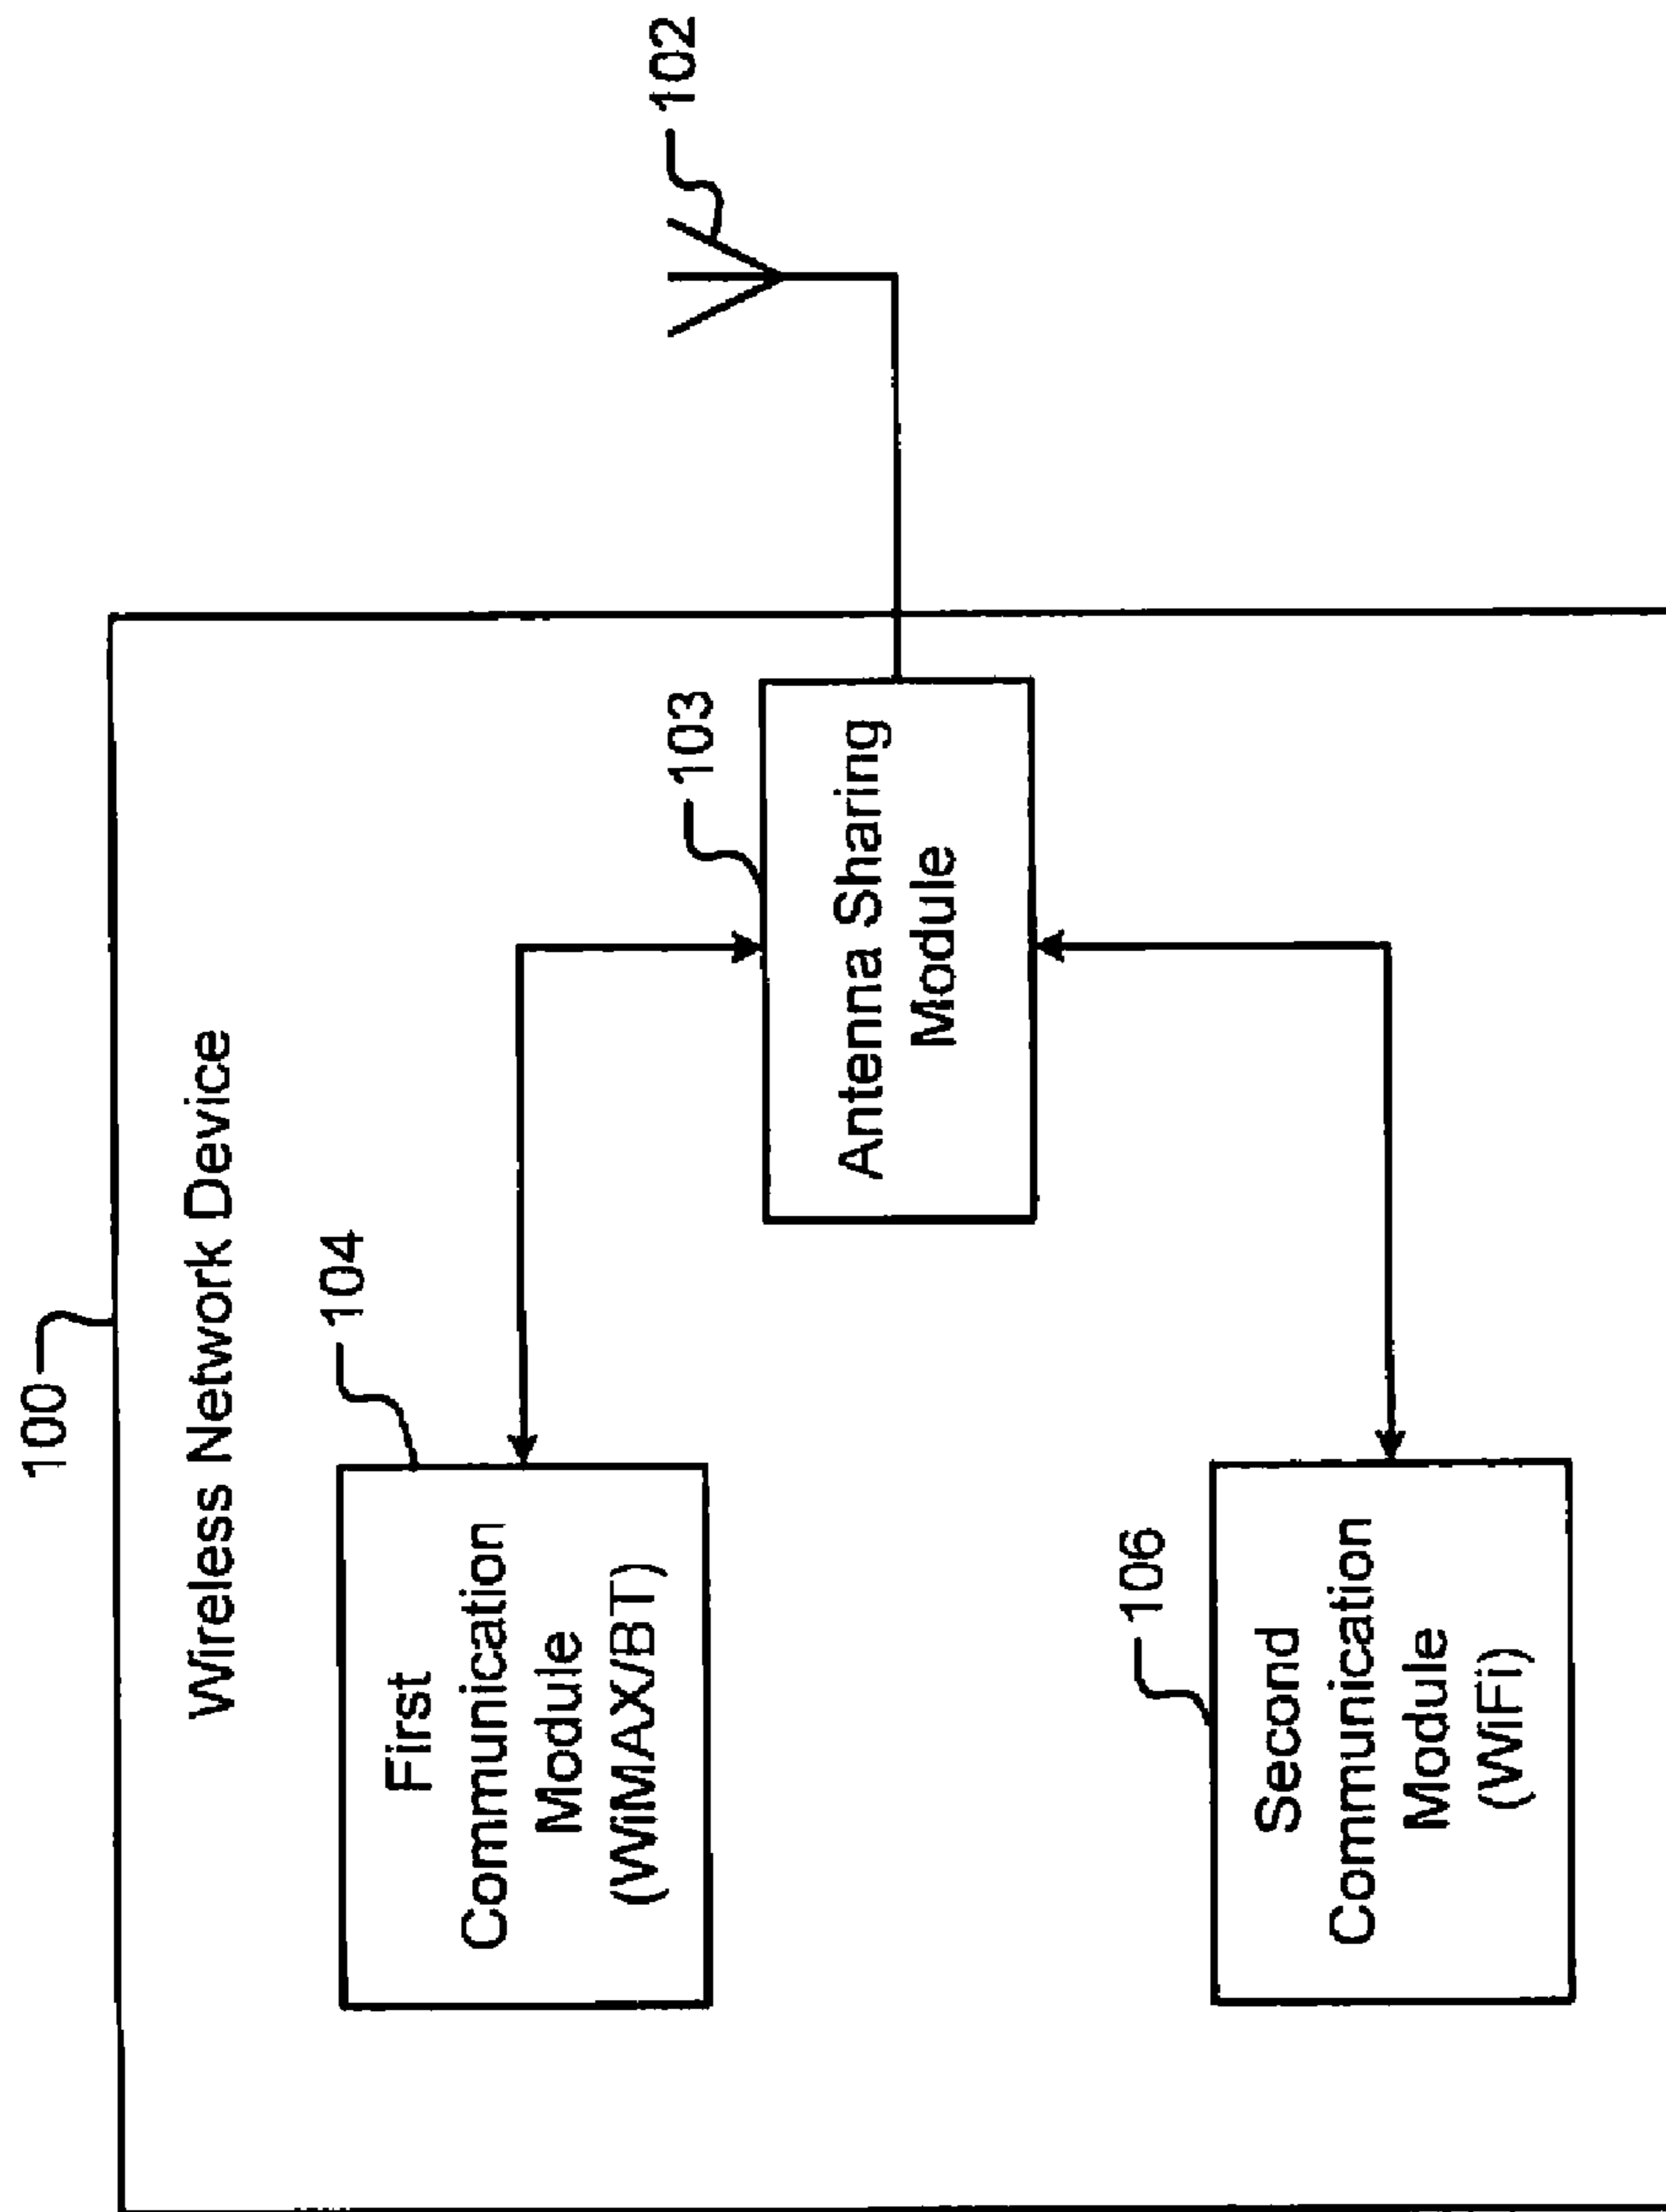 100
Wireless Network Device
104
First
Communication
Module
(WiMAX/BT)
103
Antenna Sharing
Module
102
106
Second
Communication
Module
(WiFi)